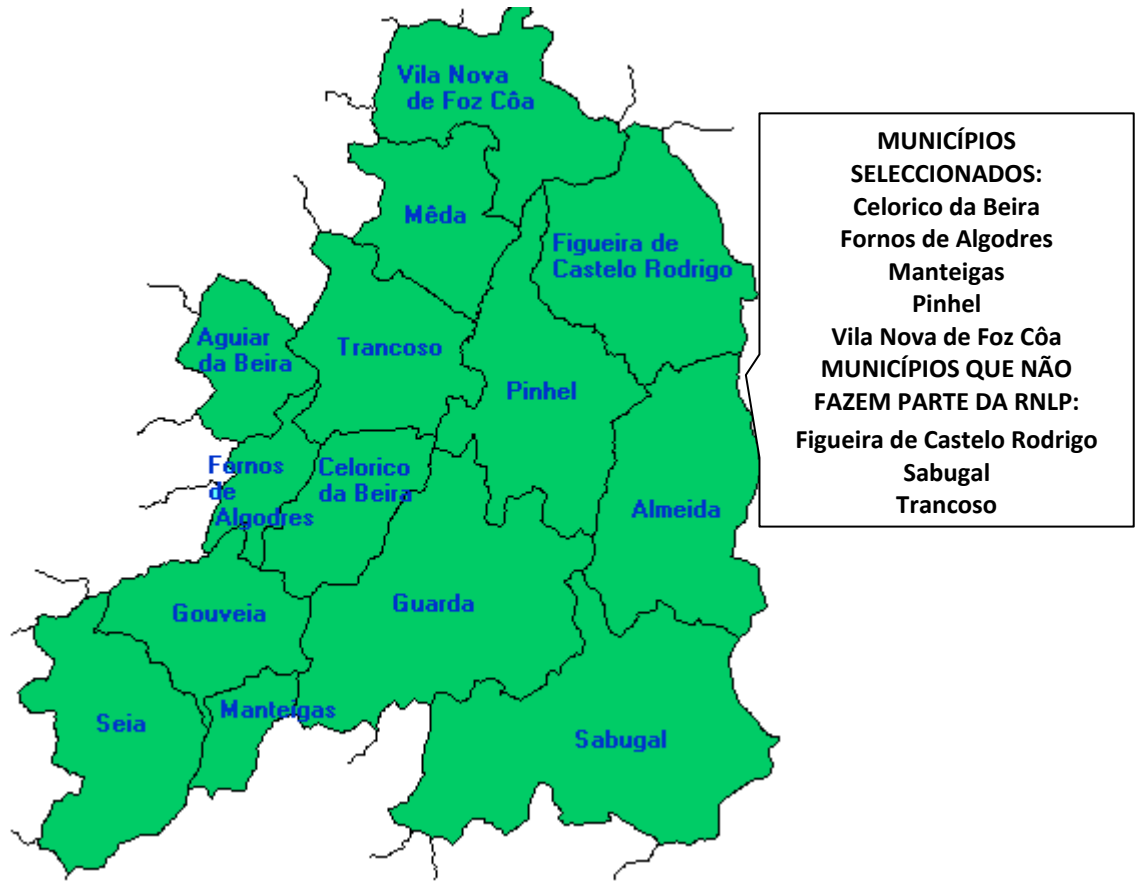 Vila Nova
de Foz Côa
Mêda
Figueira de
Castelo Rodrigo
Aguiar
da Beira
Trancoso
Pinhel
Fornos
de
Algodres
Celorico
da Beira
Almeida
Gouveia
Guarda
Manteigas
Seia
Sabugal
MUNICÍPIOS
SELECCIONADOS:
Celorico da Beira
Fornos de Algodres
Manteigas
Pinhel
Vila Nova de Foz Côa
MUNICÍPIOS QUE NÃO
FAZEM PARTE DA RNLP:
Figueira de Castelo Rodrigo
Sabugal
Trancoso